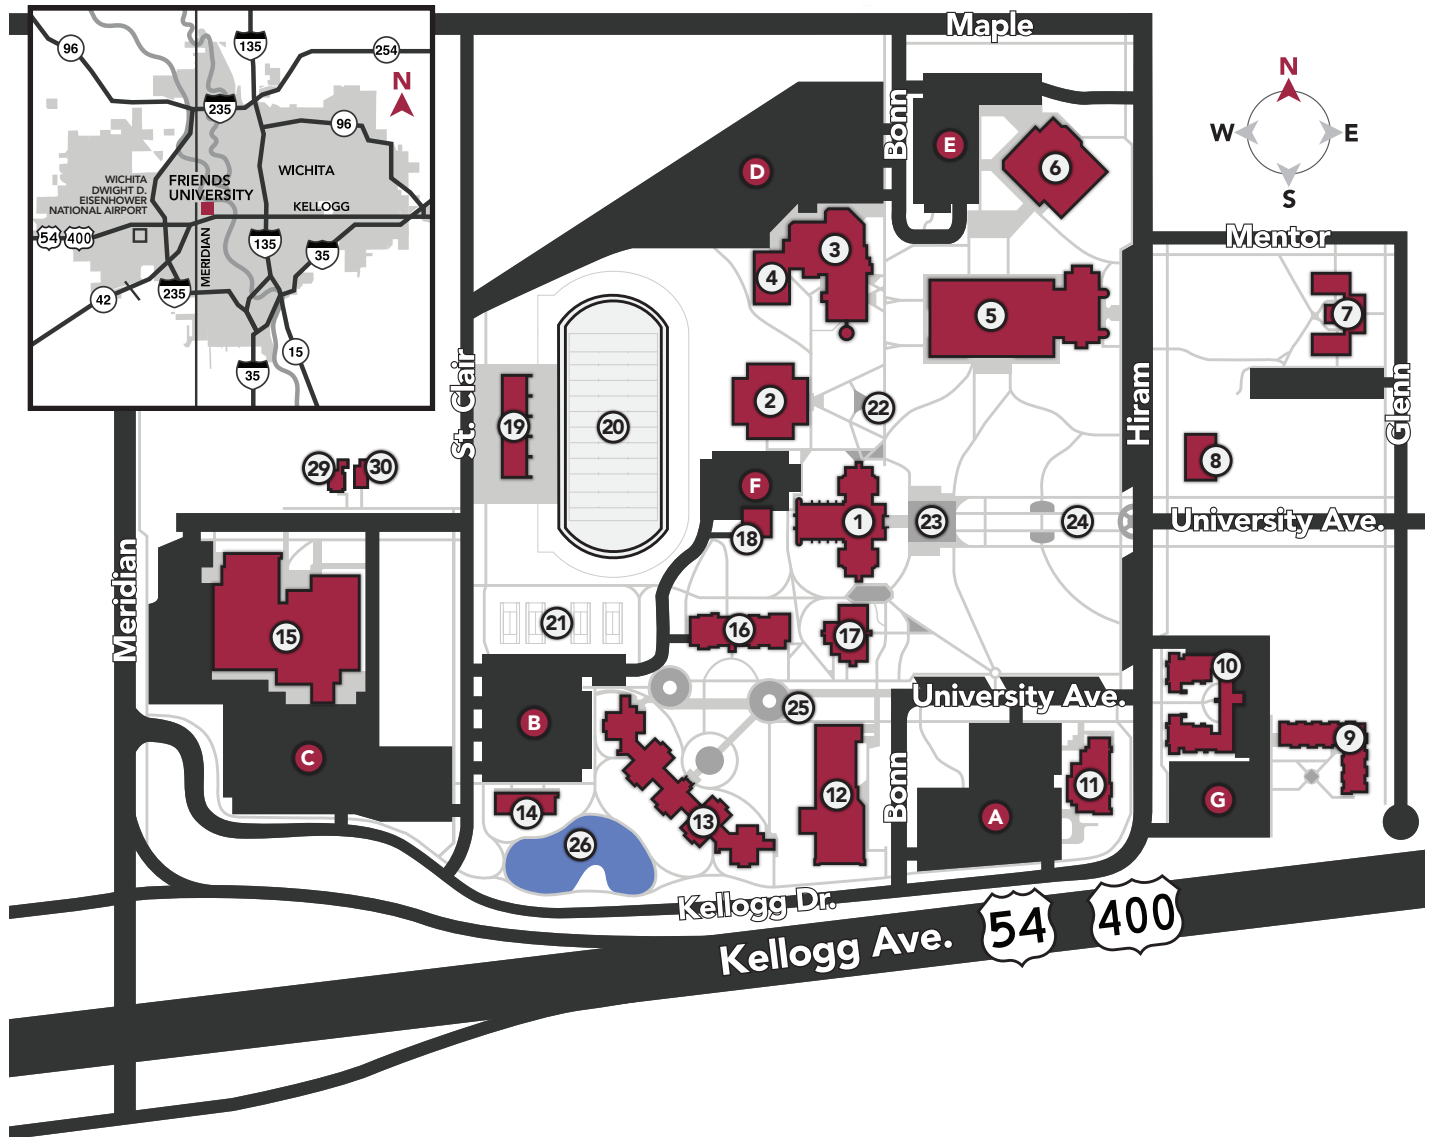 Maple
96
135
254
N
235
96
WICHITA
WICHITA
DWIGHT D.
EISENHOWER
NATIONAL AIRPORT
FRIENDS
UNIVERSITY
KELLOGG
54
400
MERIDIAN
135
35
235
42
15
35
N
W
E
S
Bonn
E
6
D
3
4
5
Mentor
7
Glenn
St. Clair
19
20
2
22
Hiram
8
29
30
F
1
18
23
24
University Ave.
Meridian
15
21
16
17
10
University Ave.
B
25
C
9
Bonn
12
11
G
A
14
13
26
Kellogg Dr.
Kellogg Ave.
54
400